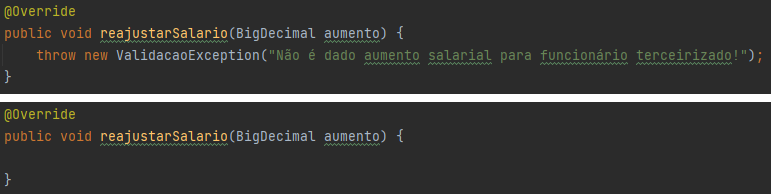 @Override
public void reajustarSalario(BigDecimal aumento) {
    throw new ValidacaoException("Não é dado aumento salarial para funcionário terceirizado!");
}
@Override
public void reajustarSalario(BigDecimal aumento) {
}